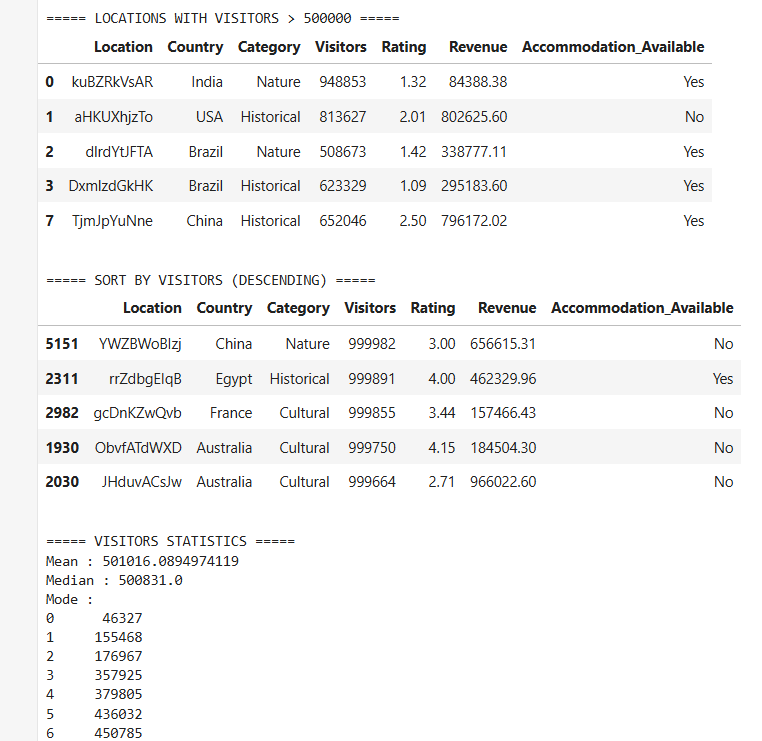 ===== LOCATIONS WITH VISITORS > 500000 =====
Location Country Category Visitors Rating Revenue Accommodation_Available
0 kuBZRkVsAR India Nature 948853 1.32 84388.38 Yes
1 aHKUXhjzTo USA Historical 813627 2.01 802625.60 No
2 dlrdYtJFTA Brazil Nature 508673 1.42 338777.11 Yes
3 DxmlzdGkHK Brazil Historical 623329 1.09 295183.60 Yes
7 TjmJpYuNne China Historical 652046 2.50 796172.02 Yes
===== SORT BY VISITORS (DESCENDING) =====
Location Country Category Visitors Rating Revenue Accommodation_Available
5151 YWZBWoBlzj China Nature 999982 3.00 656615.31 No
2311 rrZdbgElqB Egypt Historical 999891 4.00 462329.96 Yes
2982 gcDnKZwQvb France Cultural 999855 3.44 157466.43 No
1930 ObvfATdWXD Australia Cultural 999750 4.15 184504.30 No
2030 JHduvACsJw Australia Cultural 999664 2.71 966022.60 No
===== VISITORS STATISTICS =====
Mean : 501016.0894974119
Median : 500831.0
Mode :
0 46327
1 155468
2 176967
3 357925
4 379805
5 436032
6 450785